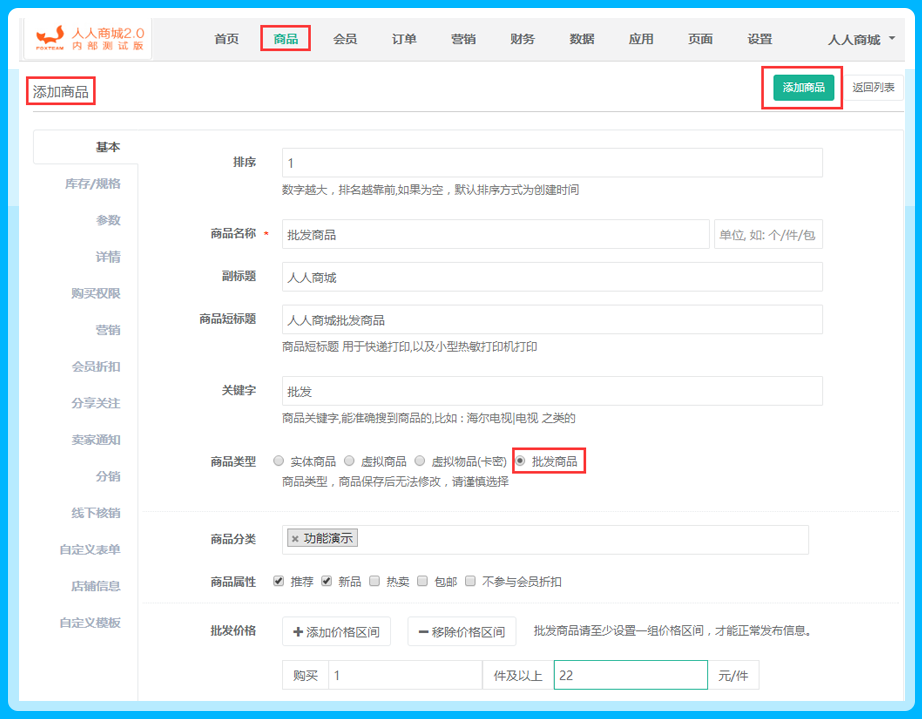 人人商城2.0
内部测试版
FOXTEAM
首页 商品 会员 订单 营销 财务 数据 应用 页面 设置 人人商城
添加商品 添加商品 返回列表
基本
库存/规格
参数
详情
购买权限
营销
会员折扣
分享关注
卖家通知
分销
线下核销
自定义表单
店铺信息
自定义模板
排序 1
数字越大，排名越靠前,如果为空，默认排序方式为创建时间
商品名称 * 批发商品 单位, 如: 个/件/包
副标题 人人商城
商品短标题 人人商城批发商品
商品短标题 用于快递打印,以及小型热敏打印机打印
关键字 批发
商品关键字,能准确搜到商品的,比如：海尔电视|电视 之类的
商品类型 实体商品 虚拟商品 虚拟物品(卡密) 批发商品
商品类型，商品保存后无法修改，请谨慎选择
商品分类 × 功能演示
商品属性 推荐 新品 热卖 包邮 不参与会员折扣
批发价格 +添加价格区间 −移除价格区间 批发商品请至少设置一组价格区间，才能正常发布信息。
购买 1 件及以上 22 元/件